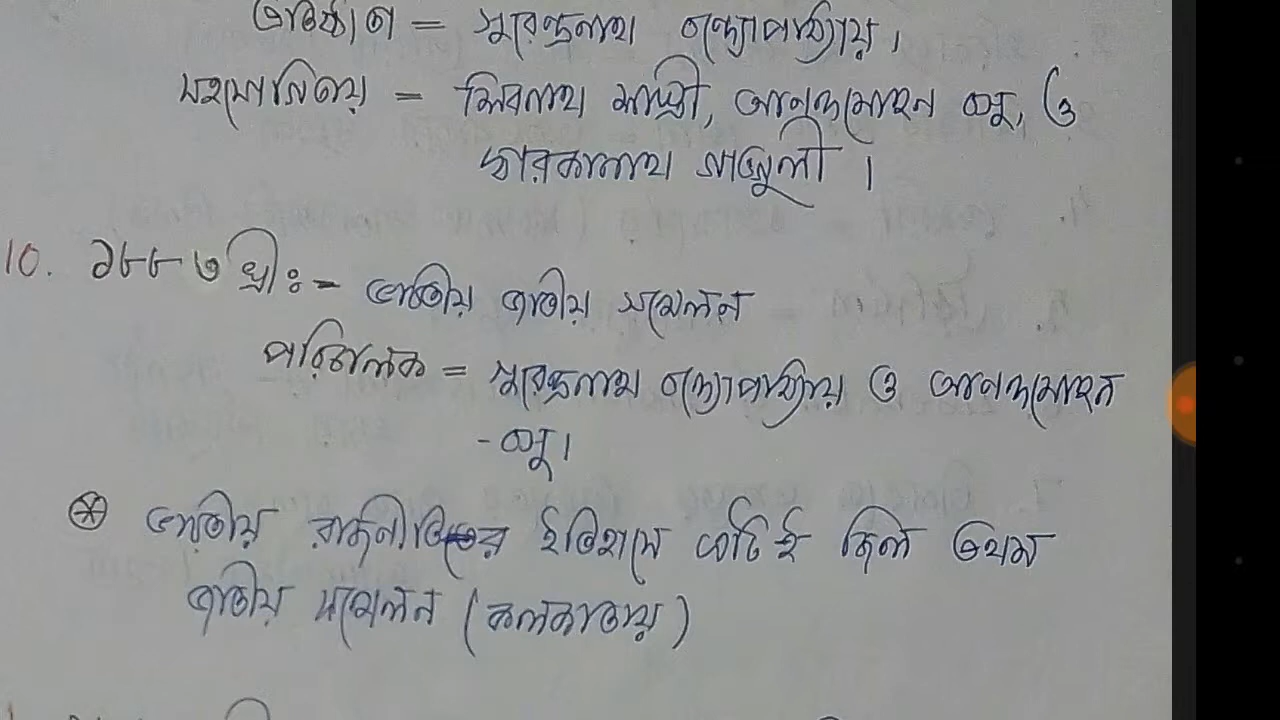 প্রতিষ্ঠাতা = সুরেন্দ্রনাথ বন্দ্যোপাধ্যায়।
সহযোগিতায় = শিবনাথ শাস্ত্রী, আনন্দমোহন বসু, ও
দ্বারকানাথ গাঙ্গুলী।
10. ১৮৮৩ খ্রীঃ- ভারতীয় জাতীয় সম্মেলন
পরিচালক = সুরেন্দ্রনাথ বন্দ্যোপাধ্যায় ও আনন্দমোহন
- বসু।
ভারতীয় রাজনীতির ইতিহাসে এটিই ছিল প্রথম
জাতীয় সম্মেলন (কলকাতায়)